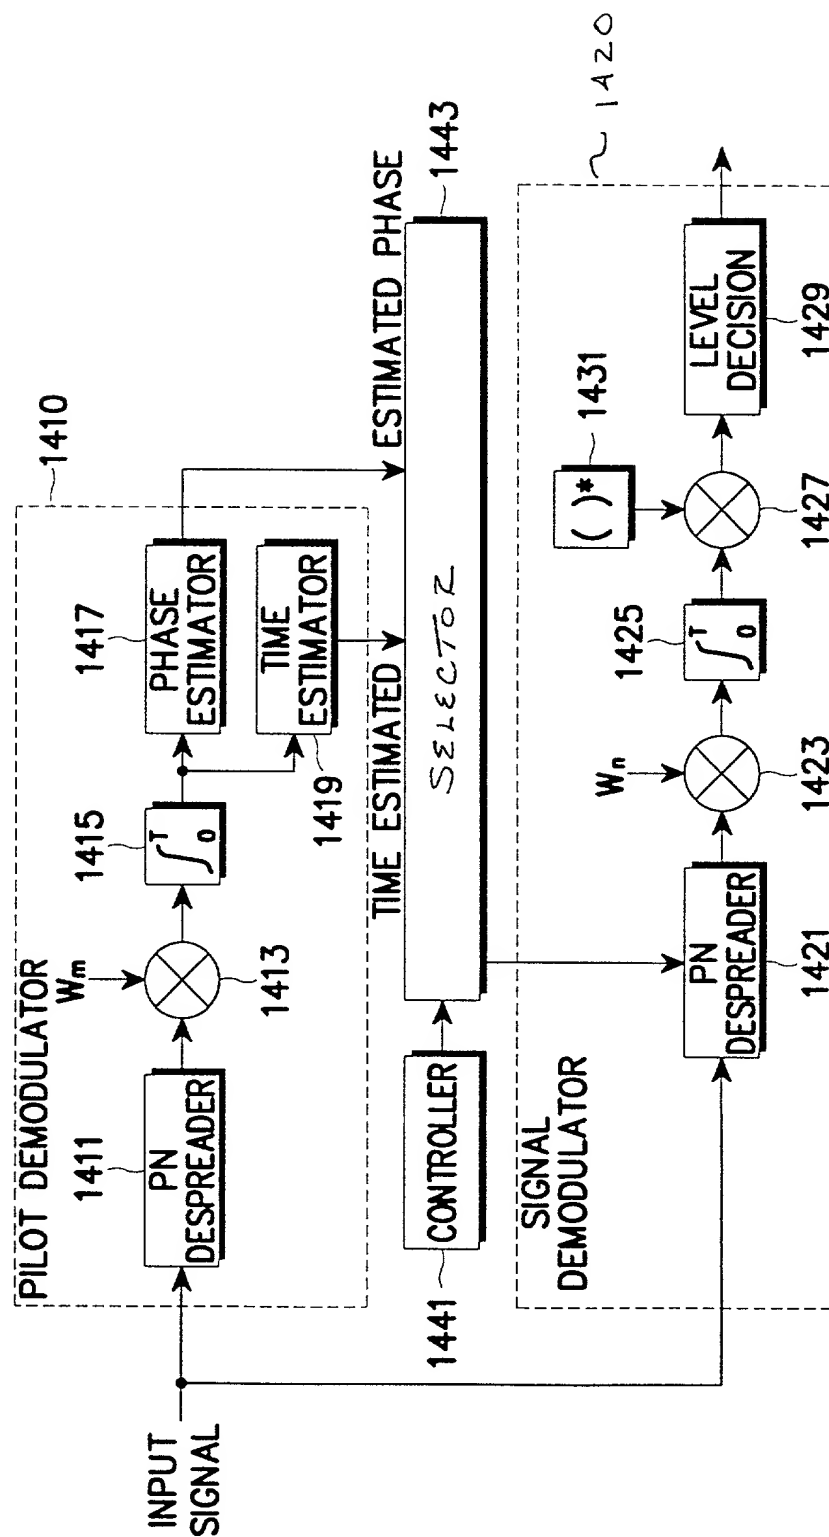 INPUT
SIGNAL
PILOT DEMODULATOR
1410
1411
PN
DESPREADER
Wm
1413
1415
∫ T 0
1417
PHASE
ESTIMATOR
TIME
ESTIMATOR
1419
TIME ESTIMATED
ESTIMATED PHASE
1441
CONTROLLER
SELECTOR
1443
SIGNAL
DEMODULATOR
1420
PN
DESPREADER
1421
Wn
1423
1425
∫ T 0
( )*
1431
1427
LEVEL
DECISION
1429